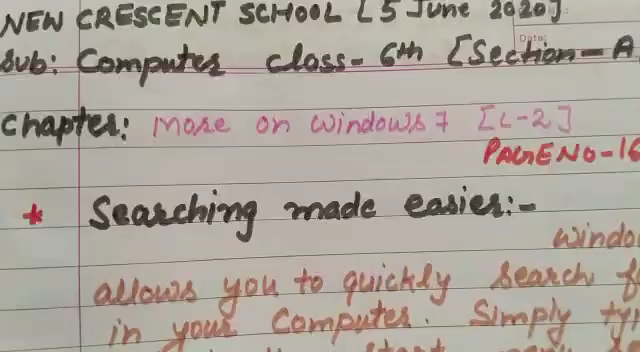 NEW CRESCENT SCHOOL [5 June 2020]
Date:
Sub: Computer class- 6th [Section-A
Chapter: More on windows 7 [L-2]
PAGE NO-16
* Searching made easier:-
windo
allows you to quickly search f
in your Computer. Simply ty
start